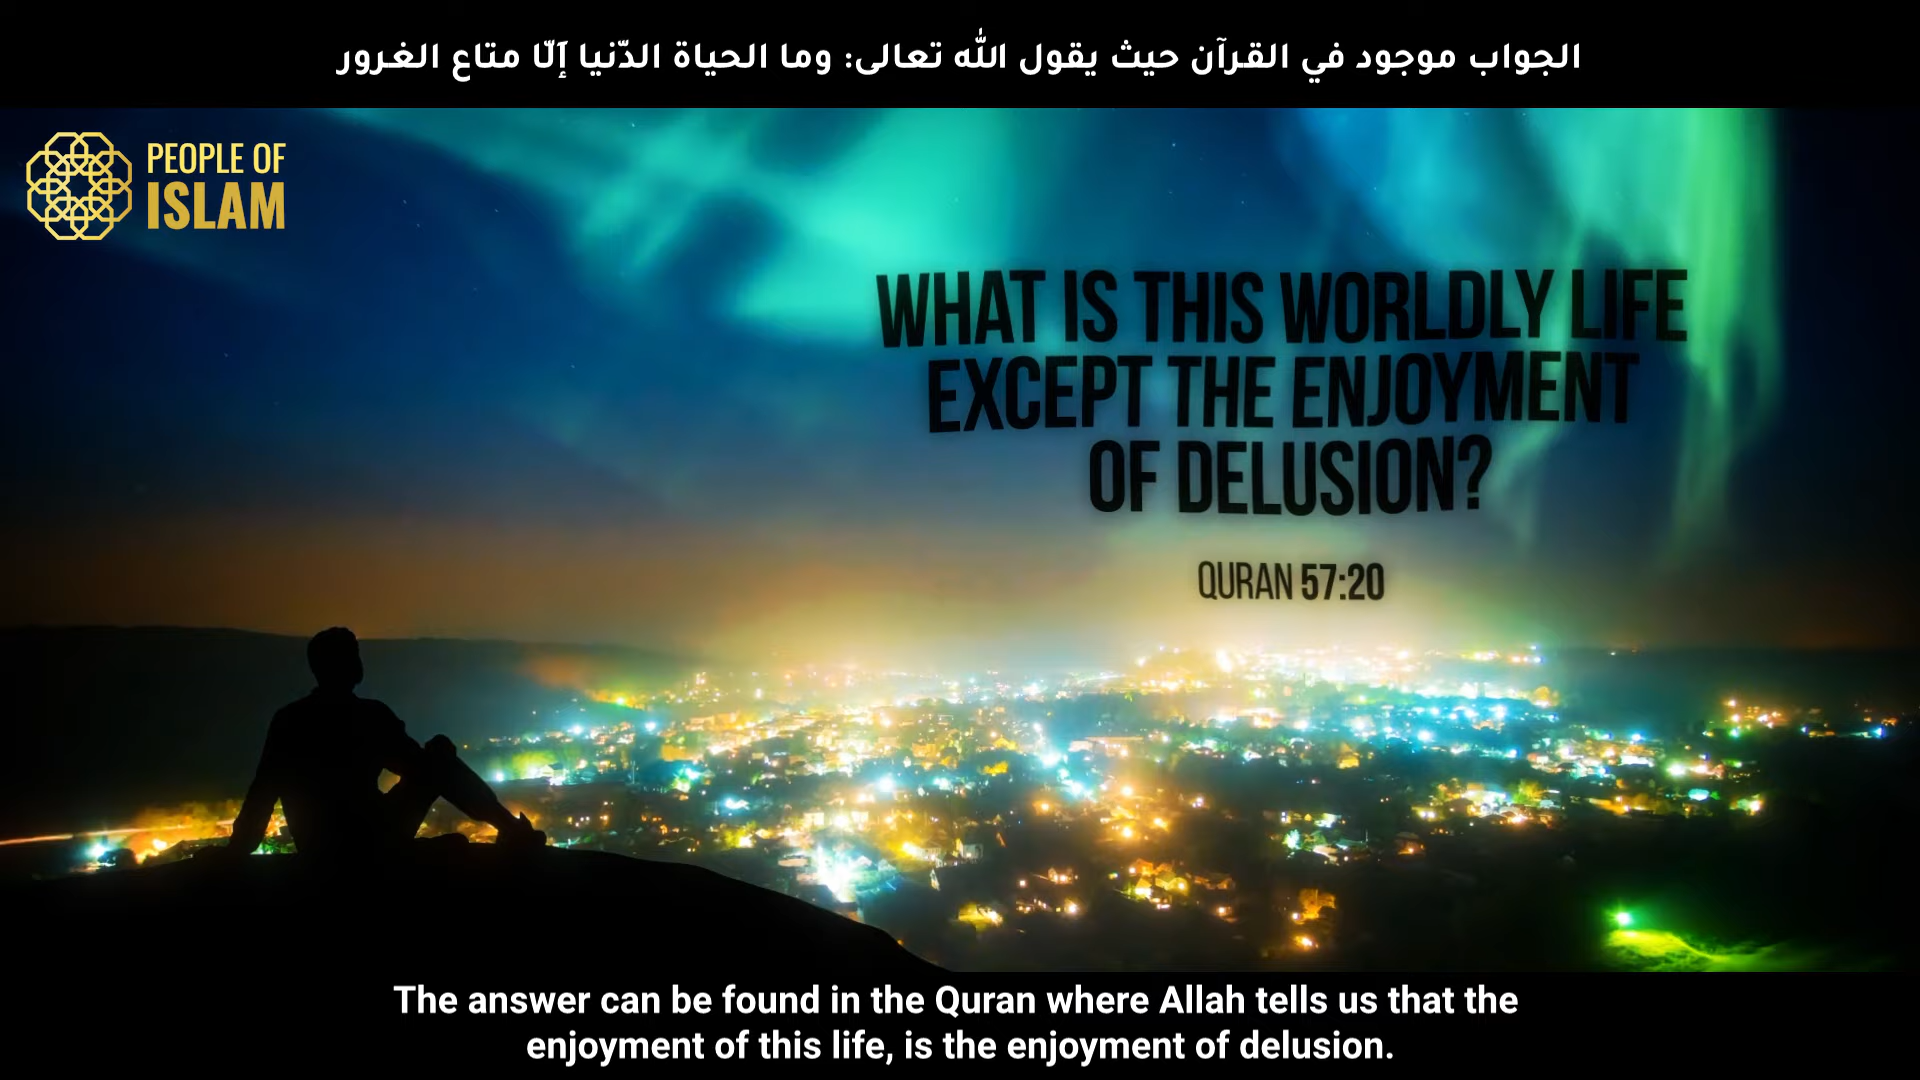 الجواب موجود في القرآن حيث يقول الله تعالى: وما الحياة الدّنيا إَلّا متاع الغرور
PEOPLE OF
ISLAM
WHAT IS THIS WORLDLY LIFE
EXCEPT THE ENJOYMENT
OF DELUSION?
QURAN 57:20
The answer can be found in the Quran where Allah tells us that the
enjoyment of this life, is the enjoyment of delusion.